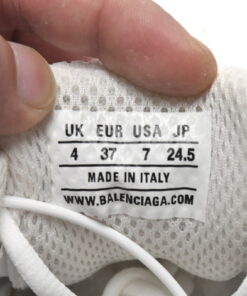 UK EUR USA JP
4 37 7 24.5
MADE IN ITALY
WWW.BALENCIAGA.COM